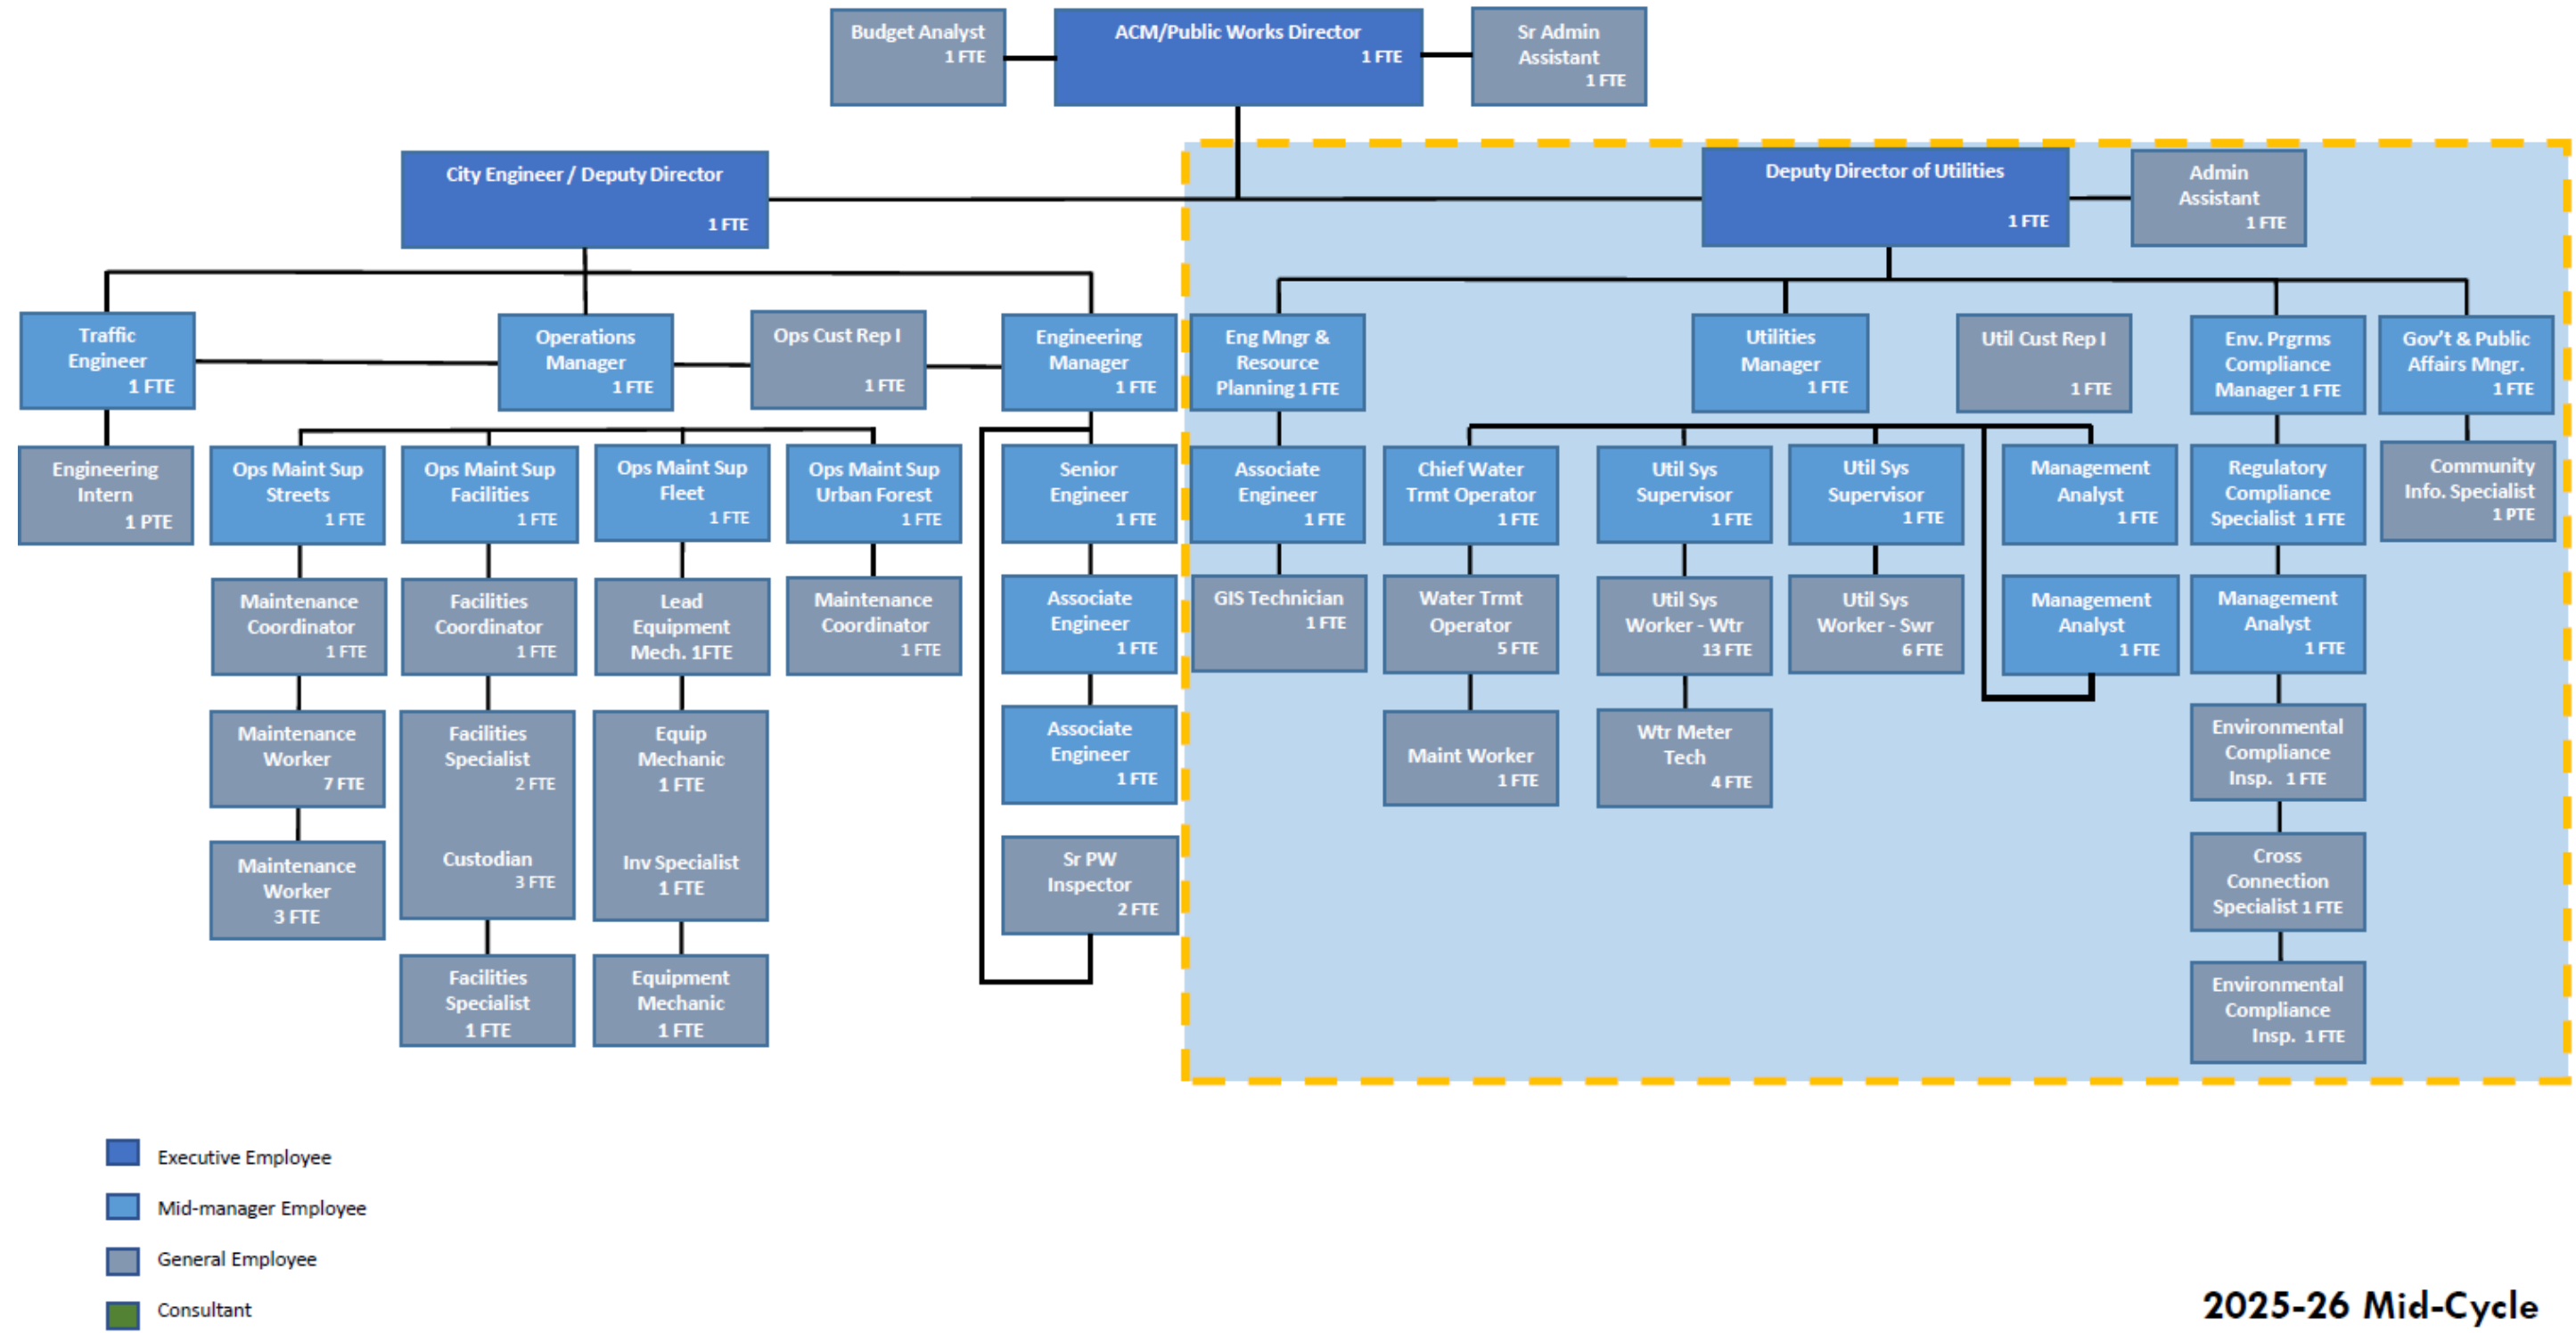 Budget Analyst
1 FTE
ACM/Public Works Director
1 FTE
Sr Admin
Assistant
1 FTE
City Engineer / Deputy Director
1 FTE
Deputy Director of Utilities
1 FTE
Admin
Assistant
1 FTE
Traffic
Engineer
1 FTE
Operations
Manager
1 FTE
Ops Cust Rep I
1 FTE
Engineering
Manager
1 FTE
Eng Mngr &
Resource
Planning 1 FTE
Utilities
Manager
1 FTE
Util Cust Rep I
1 FTE
Env. Prgrms
Compliance
Manager 1 FTE
Gov't & Public
Affairs Mngr.
1 FTE
Engineering
Intern
1 PTE
Ops Maint Sup
Streets
1 FTE
Ops Maint Sup
Facilities
1 FTE
Ops Maint Sup
Fleet
1 FTE
Ops Maint Sup
Urban Forest
1 FTE
Senior
Engineer
1 FTE
Associate
Engineer
1 FTE
Chief Water
Trmt Operator
1 FTE
Util Sys
Supervisor
1 FTE
Util Sys
Supervisor
1 FTE
Management
Analyst
1 FTE
Regulatory
Compliance
Specialist 1 FTE
Community
Info. Specialist
1 PTE
Maintenance
Coordinator
1 FTE
Facilities
Coordinator
1 FTE
Lead
Equipment
Mech. 1FTE
Maintenance
Coordinator
1 FTE
Associate
Engineer
1 FTE
GIS Technician
1 FTE
Water Trmt
Operator
5 FTE
Util Sys
Worker - Wtr
13 FTE
Util Sys
Worker - Swr
6 FTE
Management
Analyst
1 FTE
Management
Analyst
1 FTE
Maintenance
Worker
7 FTE
Facilities
Specialist
2 FTE
Custodian
3 FTE
Equip
Mechanic
1 FTE
Inv Specialist
1 FTE
Associate
Engineer
1 FTE
Maint Worker
1 FTE
Wtr Meter
Tech
4 FTE
Environmental
Compliance
Insp. 1 FTE
Maintenance
Worker
3 FTE
Sr PW
Inspector
2 FTE
Cross
Connection
Specialist 1 FTE
Facilities
Specialist
1 FTE
Equipment
Mechanic
1 FTE
Environmental
Compliance
Insp. 1 FTE
Executive Employee
Mid-manager Employee
General Employee
Consultant
2025-26 Mid-Cycle